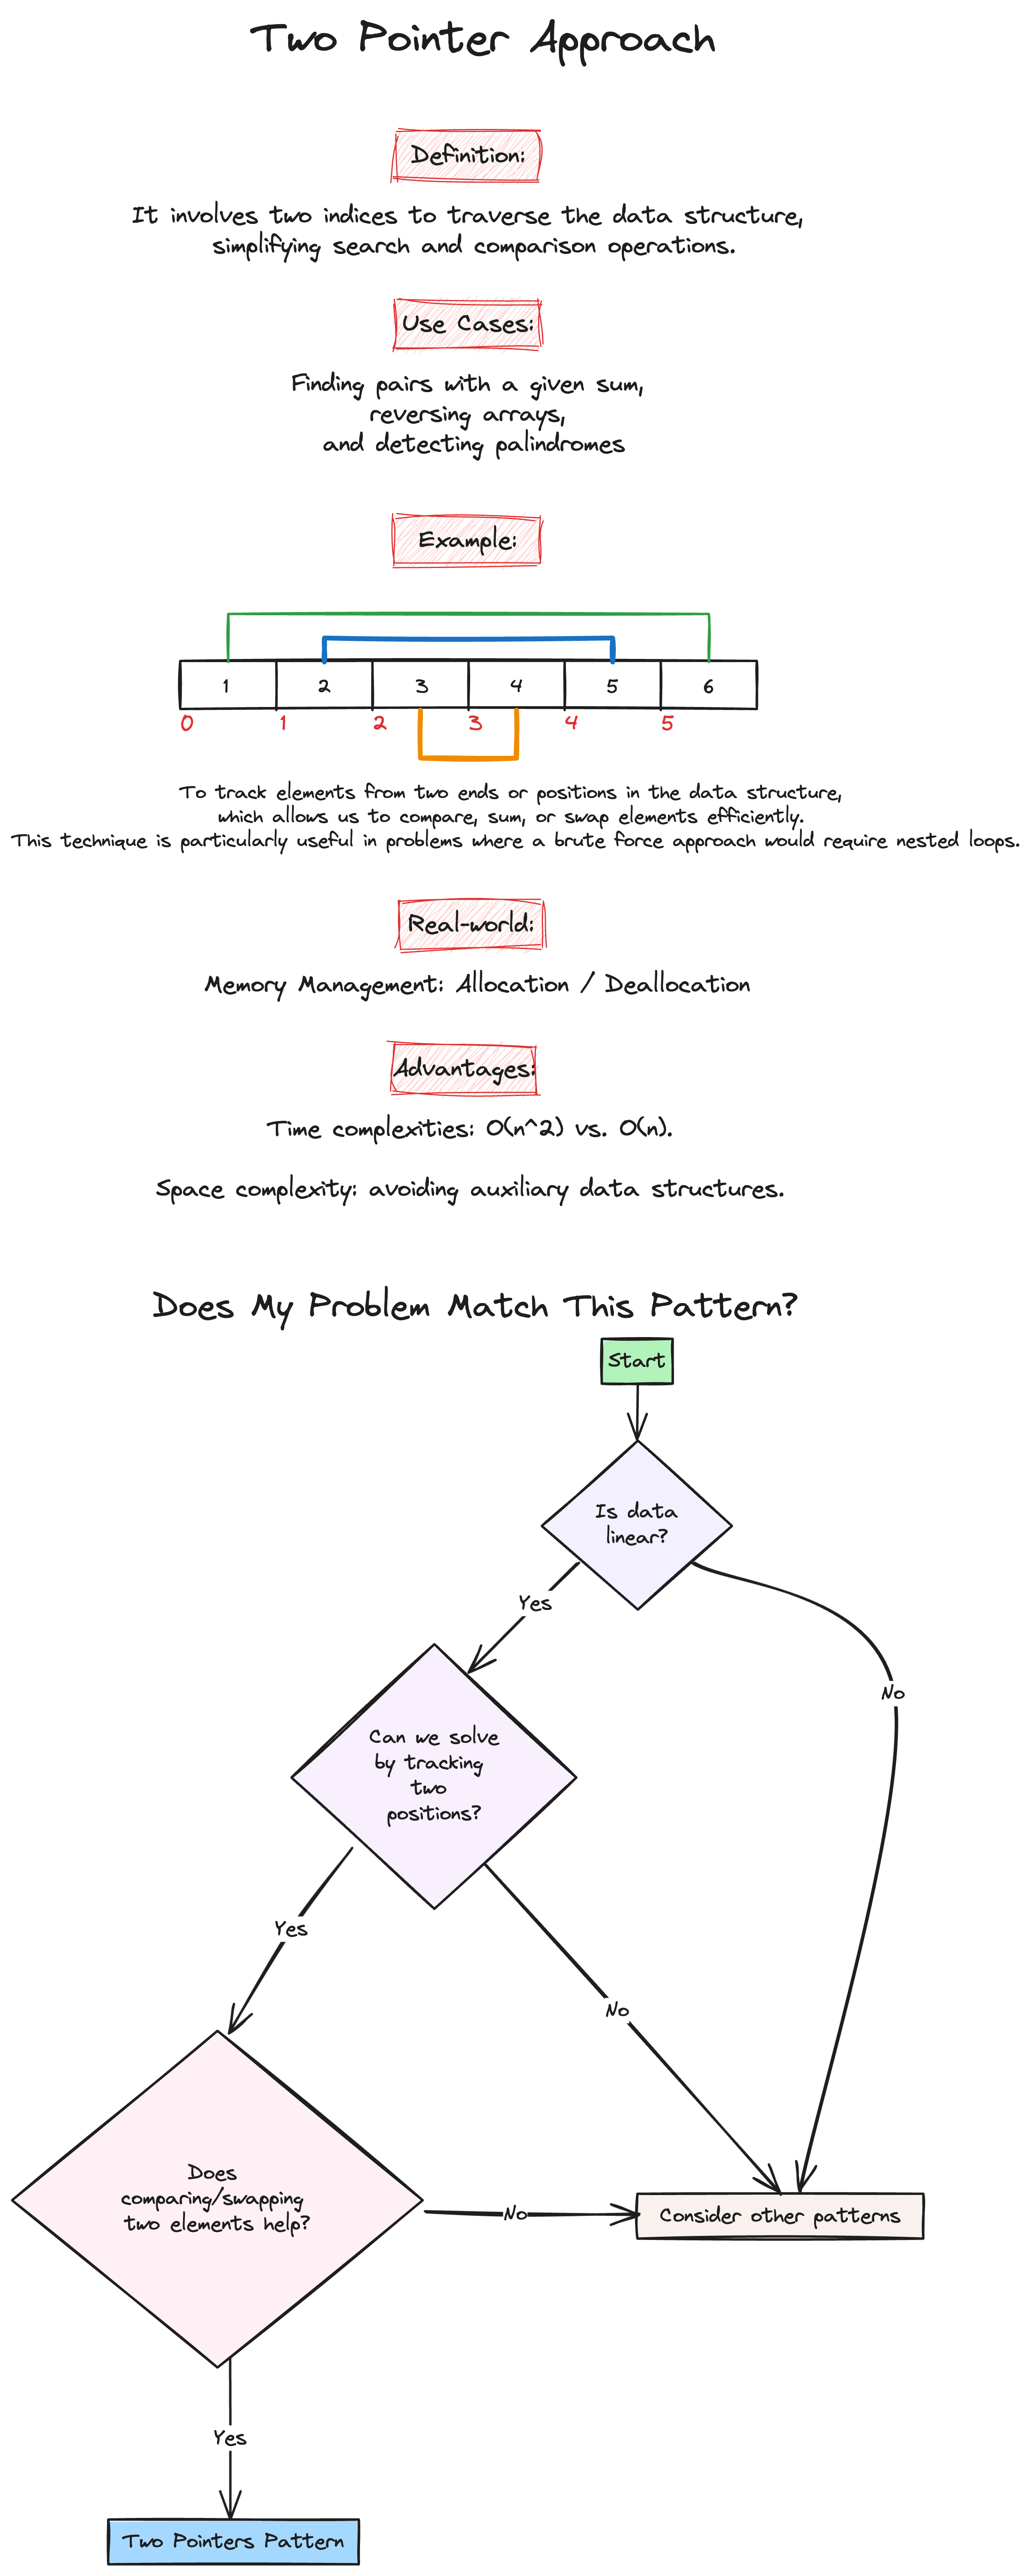 Two Pointer Approach
Definition:
It involves two indices to traverse the data structure,
simplifying search and comparison operations.
Use Cases:
Finding pairs with a given sum,
reversing arrays,
and detecting palindromes
Example:
1 2 3 4 5 6
0 1 2 3 4 5
To track elements from two ends or positions in the data structure,
which allows us to compare, sum, or swap elements efficiently.
This technique is particularly useful in problems where a brute force approach would require nested loops.
Real-world:
Memory Management: Allocation / Deallocation
Advantages:
Time complexities: O(n^2) vs. O(n).
Space complexity: avoiding auxiliary data structures.
Does My Problem Match This Pattern?
Start
Is data
linear?
Yes
No
Can we solve
by tracking
two
positions?
Yes
No
Does
comparing/swapping
two elements help?
No
Consider other patterns
Yes
Two Pointers Pattern